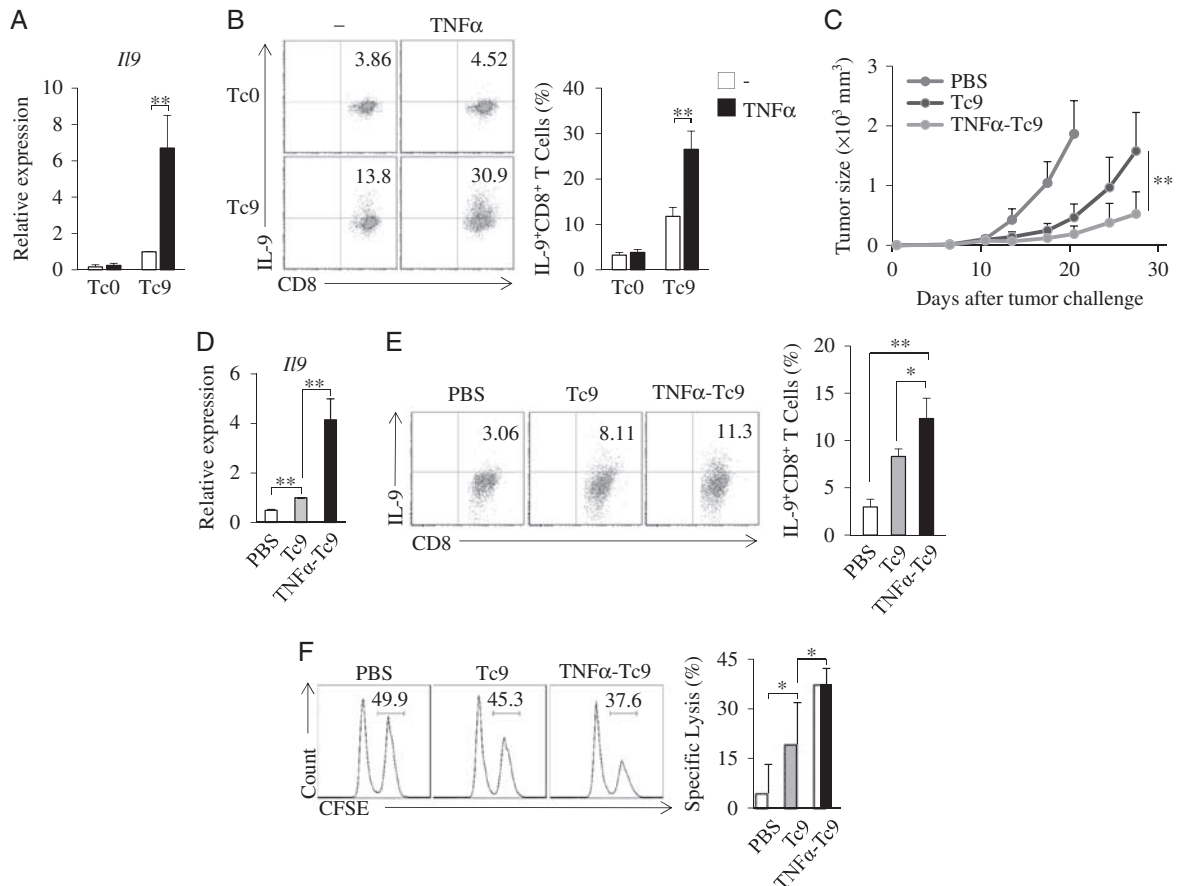 A
Il9
Relative expression
10
8
6
4
2
0
**
Tc0
Tc9
B
–
TNFα
Tc0
3.86
4.52
Tc9
13.8
30.9
IL-9
CD8
IL-9⁺CD8⁺ T Cells (%)
40
30
20
10
0
**
Tc0
Tc9
-
TNFα
C
Tumor size (×10³ mm³)
3
2
1
0
PBS
Tc9
TNFα-Tc9
**
0
10
20
30
Days after tumor challenge
D
Il9
Relative expression
6
4
2
0
**
**
PBS
Tc9
TNFα-Tc9
E
PBS
Tc9
TNFα-Tc9
3.06
8.11
11.3
IL-9
CD8
IL-9⁺CD8⁺ T Cells (%)
20
15
10
5
0
**
*
PBS
Tc9
TNFα-Tc9
F
PBS
Tc9
TNFα-Tc9
49.9
45.3
37.6
Count
CFSE
Specific Lysis (%)
45
30
15
0
*
*
PBS
Tc9
TNFα-Tc9